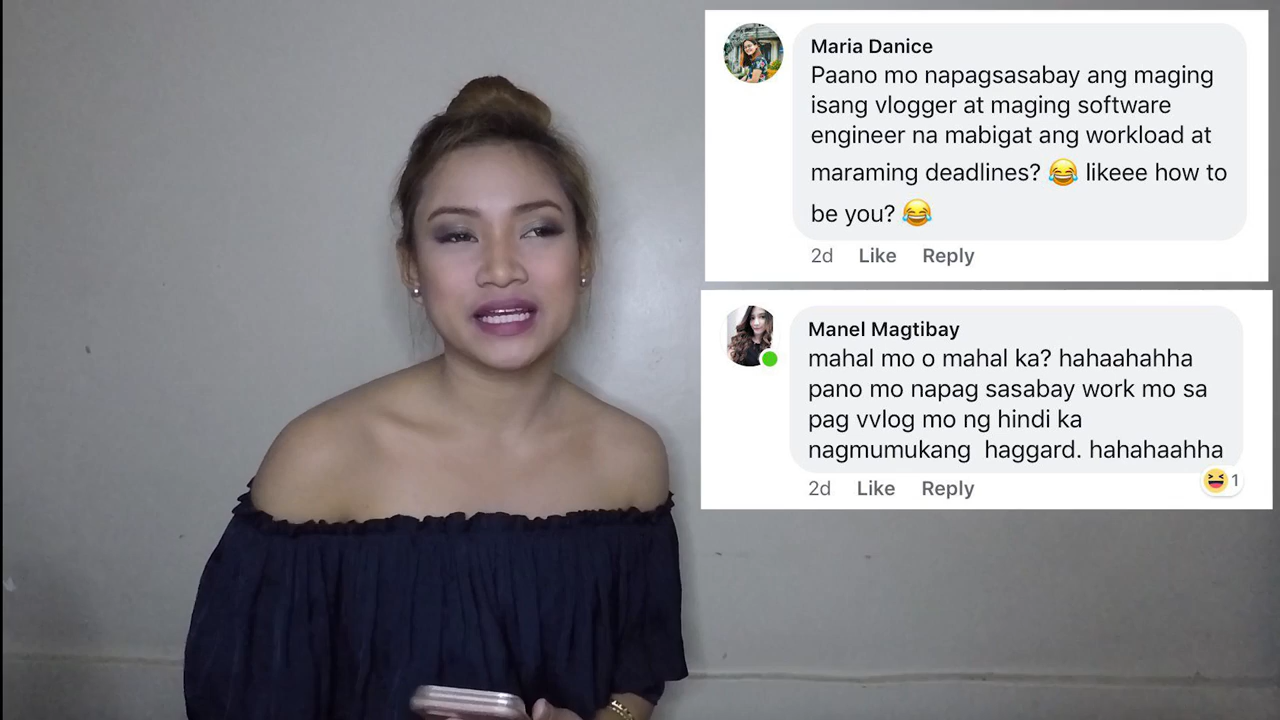 Maria Danice
Paano mo napagsasabay ang maging
isang vlogger at maging software
engineer na mabigat ang workload at
maraming deadlines? 😂 likeee how to
be you? 😂
2d Like Reply
Manel Magtibay
mahal mo o mahal ka? hahaahahha
pano mo napag sasabay work mo sa
pag vvlog mo ng hindi ka
nagmumukang haggard. hahahaahha
2d Like Reply
😆 1